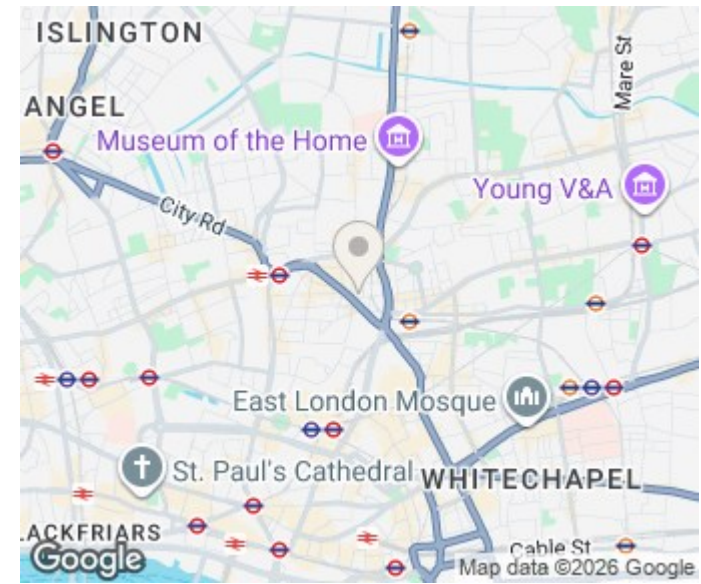 ISLINGTON
Mare St
ANGEL
Museum of the Home
Young V&A
City Rd
East London Mosque
St. Paul's Cathedral
WHITECHAPEL
LACKFRIARS
Cable St
Google
Map data ©2026 Google